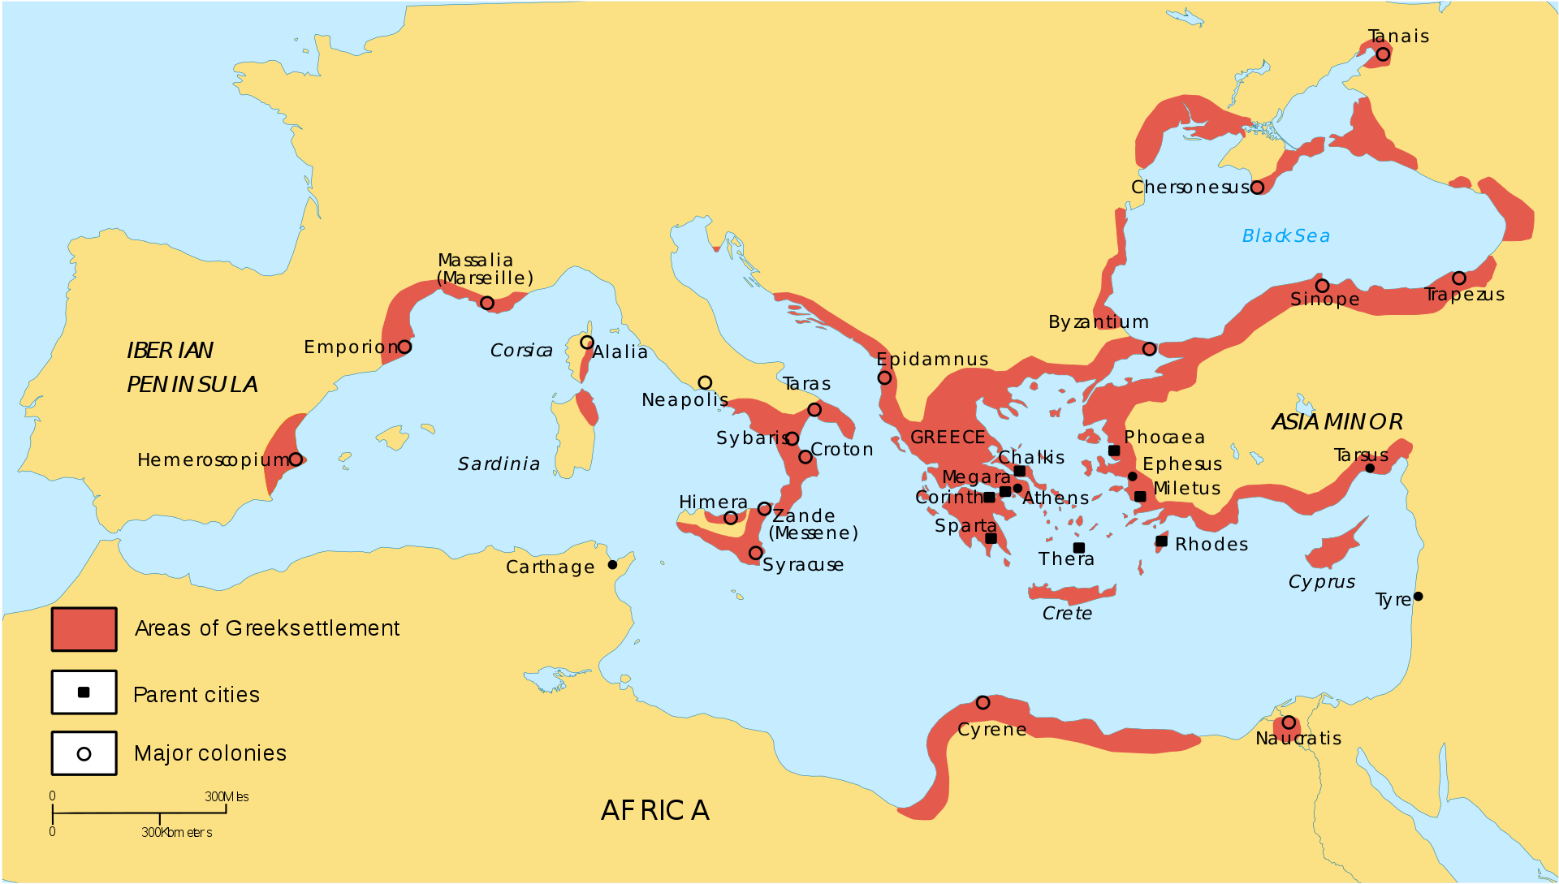 Tanais
Chersonesus
Black Sea
Massalia
(Marseille)
Sinope
Trapezus
Byzantium
IBERIAN
PENINSULA
Emporion
Corsica
Alalia
Epidamnus
Taras
Neapolis
ASIA MINOR
Sybaris
GREECE
Phocaea
Croton
Tarsus
Hemeroscopium
Sardinia
Chalkis
Ephesus
Megara
Miletus
Corinth
Athens
Himera
Zande
(Messene)
Sparta
Rhodes
Thera
Syracuse
Carthage
Cyprus
Tyre
Crete
Areas of Greek settlement
Parent cities
Cyrene
Naucratis
Major colonies
0 300 Miles
0 300 Kilometers
AFRICA